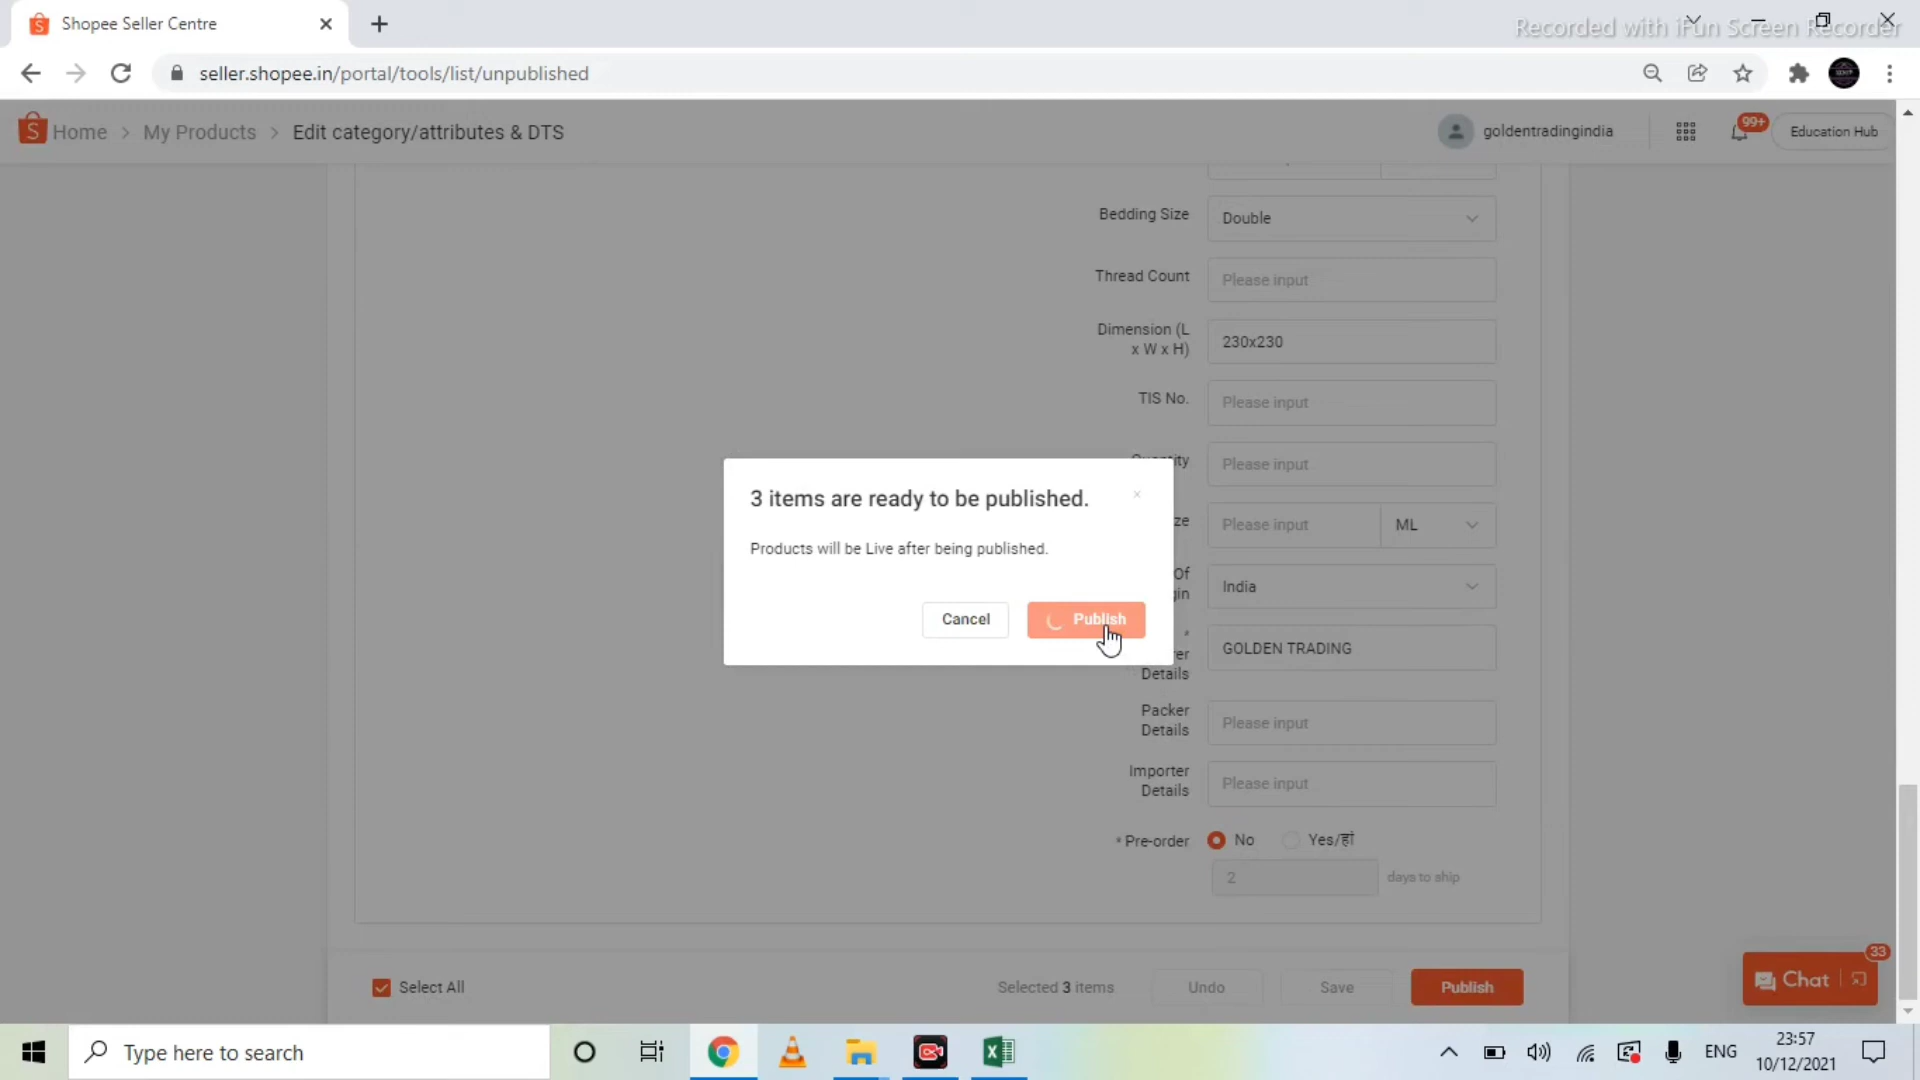 Shopee Seller Centre
Recorded with iFun Screen Recorder
seller.shopee.in/portal/tools/list/unpublished
Home > My Products > Edit category/attributes & DTS
goldentradingindia
99+
Education Hub
Bedding Size
Double
Thread Count
Please input
Dimension (L
x W x H)
230x230
TIS No.
Please input
Please input
Please input
ML
Of
India
GOLDEN TRADING
Details
Packer
Details
Please input
Importer
Details
Please input
* Pre-order
No
Yes/हां
2
days to ship
3 items are ready to be published.
Products will be Live after being published.
Cancel
Publish
Select All
Selected 3 items
Undo
Save
Publish
Chat
33
Type here to search
ENG
23:57
10/12/2021